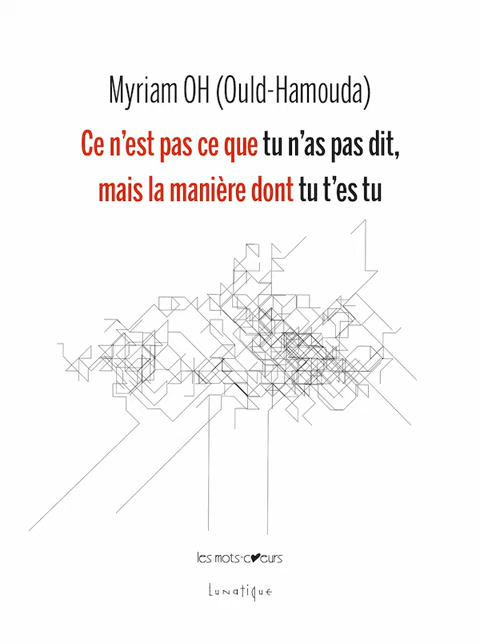 Myriam OH (Ould-Hamouda)
Ce n'est pas ce que tu n'as pas dit,
mais la manière dont tu t'es tu
les mots-cœurs
Lunatique